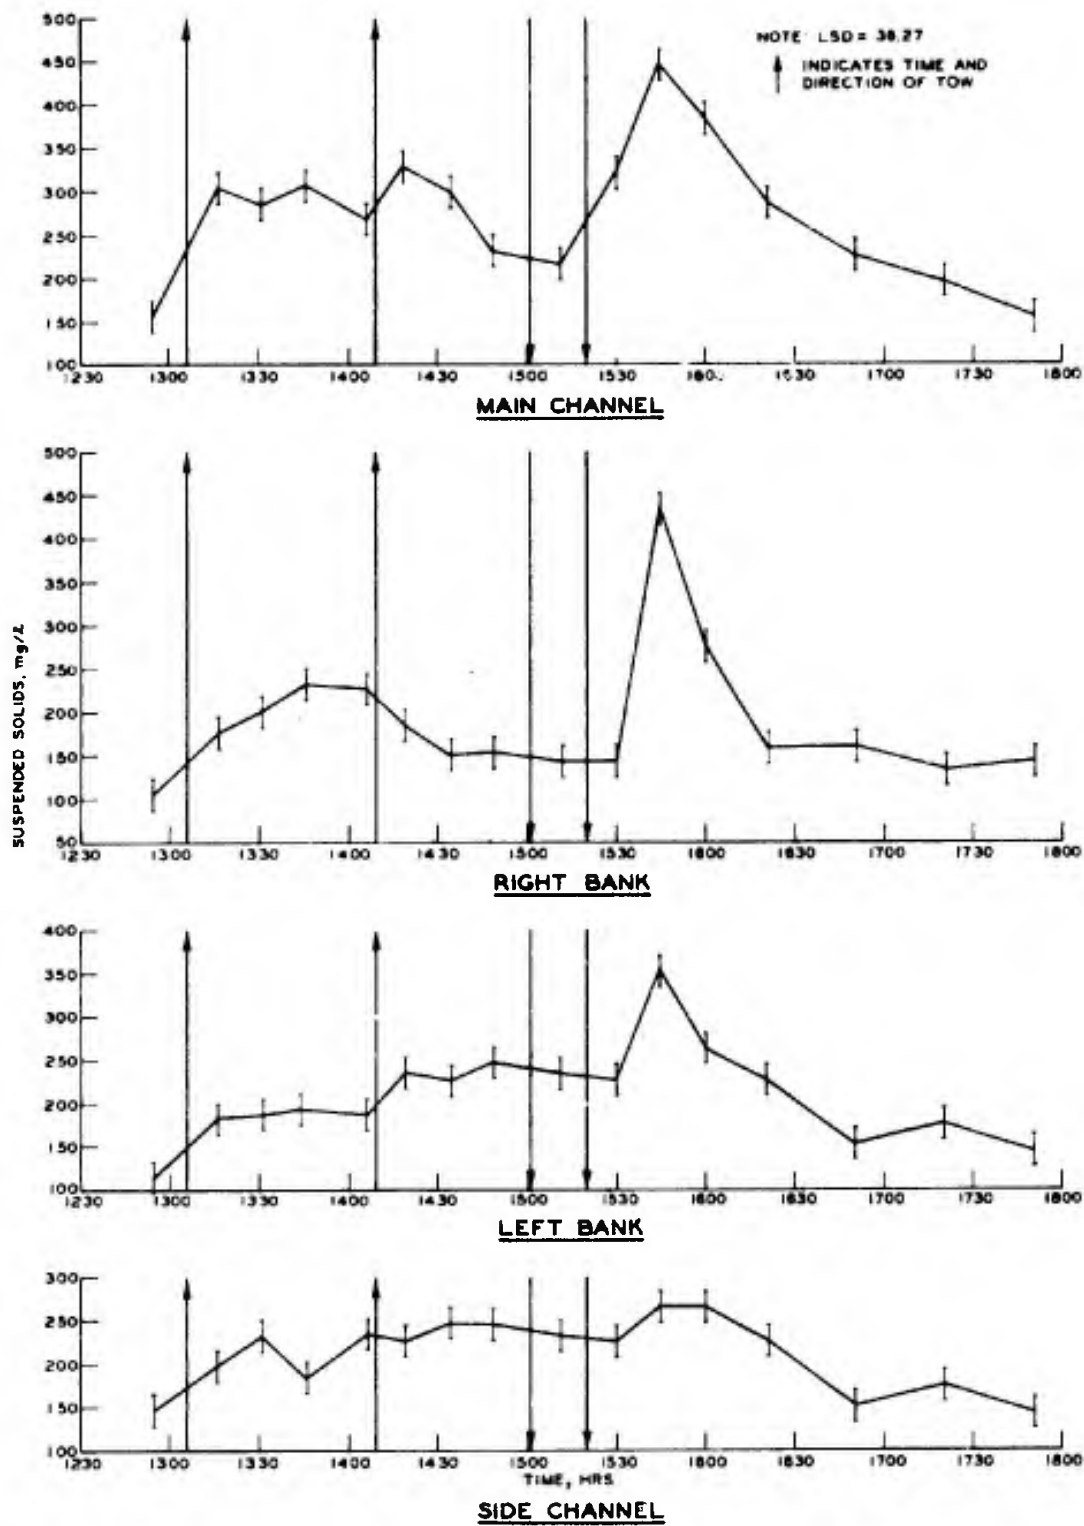 500
450
400
350
300
250
200
150
100
NOTE: LSD = 38.27
INDICATES TIME AND
DIRECTION OF TOW
1230 1300 1330 1400 1430 1500 1530 1700 1730 1800
MAIN CHANNEL
SUSPENDED SOLIDS, mg/l
500
450
400
350
300
250
200
150
100
50
1230 1300 1330 1400 1430 1500 1530 1600 1630 1700 1730 1800
RIGHT BANK
400
350
300
250
200
150
100
1230 1300 1330 1400 1430 1500 1530 1600 1630 1700 1730 1800
LEFT BANK
300
250
200
150
100
1230 1300 1330 1400 1430 1500 1530 1600 1630 1700 1730 1800
TIME, HRS
SIDE CHANNEL